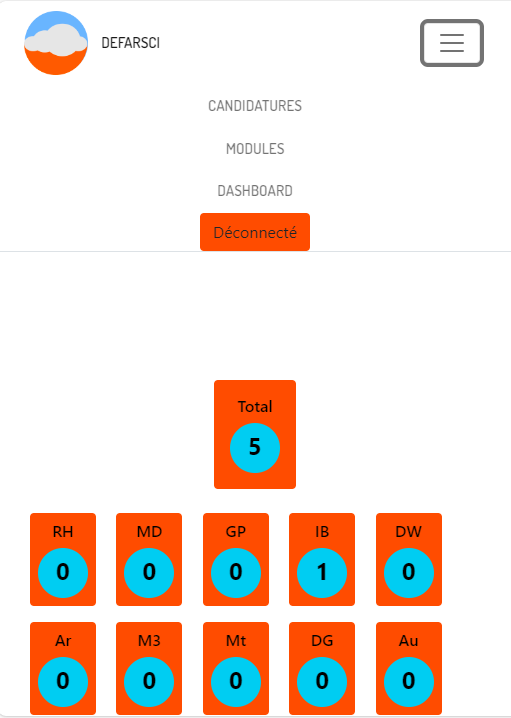 DEFARSCI
CANDIDATURES
MODULES
DASHBOARD
Déconnecté
Total
5
RH MD GP IB DW
0 0 0 1 0
Ar M3 Mt DG Au
0 0 0 0 0